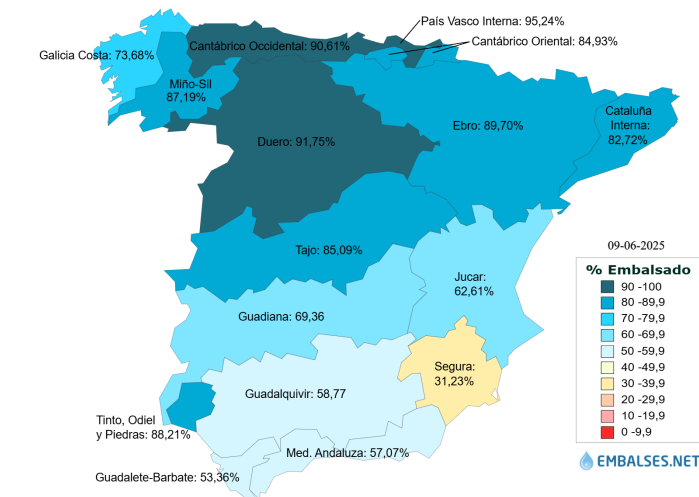 País Vasco Interna: 95,24%
Cantábrico Occidental: 90,61%
Cantábrico Oriental: 84,93%
Galicia Costa: 73,68%
Miño-Sil
87,19%
Duero: 91,75%
Ebro: 89,70%
Cataluña
Interna:
82,72%
Tajo: 85,09%
Jucar:
62,61%
Guadiana: 69,36
Segura:
31,23%
Guadalquivir: 58,77
Tinto, Odiel
y Piedras: 88,21%
Med. Andaluza: 57,07%
Guadalete-Barbate: 53,36%
09-06-2025
% Embalsado
90 -100
80 -89,9
70 -79,9
60 -69,9
50 -59,9
40 -49,9
30 -39,9
20 -29,9
10 -19,9
0 -9,9
EMBALSES.NET